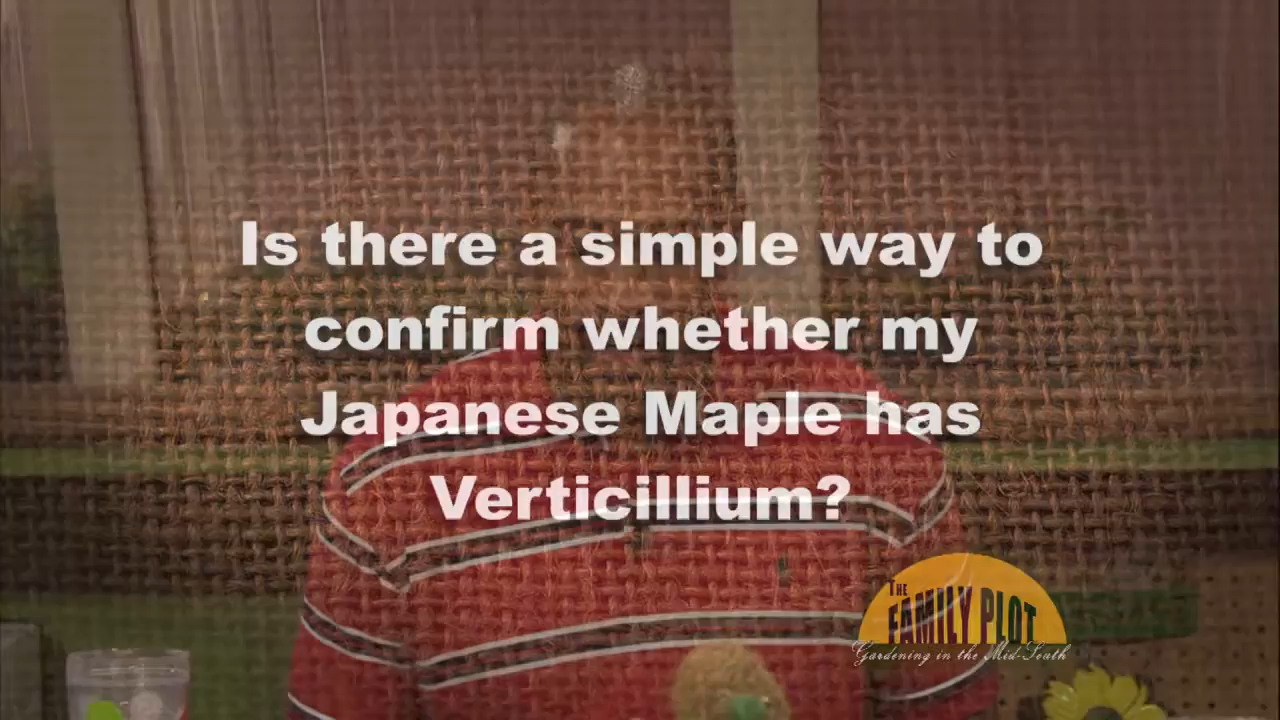 Is there a simple way to
confirm whether my
Japanese Maple has
Verticillium?
THE
FAMILY PLOT
Gardening in the Mid-South